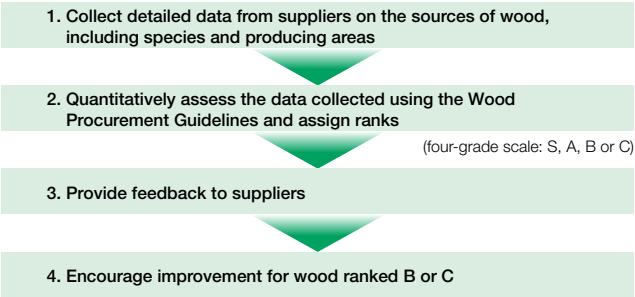 1. Collect detailed data from suppliers on the sources of wood,
including species and producing areas
2. Quantitatively assess the data collected using the Wood
Procurement Guidelines and assign ranks
(four-grade scale: S, A, B or C)
3. Provide feedback to suppliers
4. Encourage improvement for wood ranked B or C